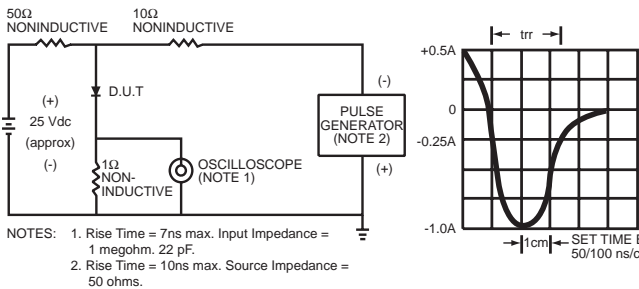 50Ω
NONINDUCTIVE
10Ω
NONINDUCTIVE
(+)
25 Vdc
(approx)
(-)
D.U.T
1Ω
NON-
INDUCTIVE
OSCILLOSCOPE
(NOTE 1)
(-)
PULSE
GENERATOR
(NOTE 2)
(+)
trr
+0.5A
0
-0.25A
-1.0A
1cm
SET TIME
50/100 ns/
NOTES: 1. Rise Time = 7ns max. Input Impedance =
1 megohm. 22 pF.
2. Rise Time = 10ns max. Source Impedance =
50 ohms.